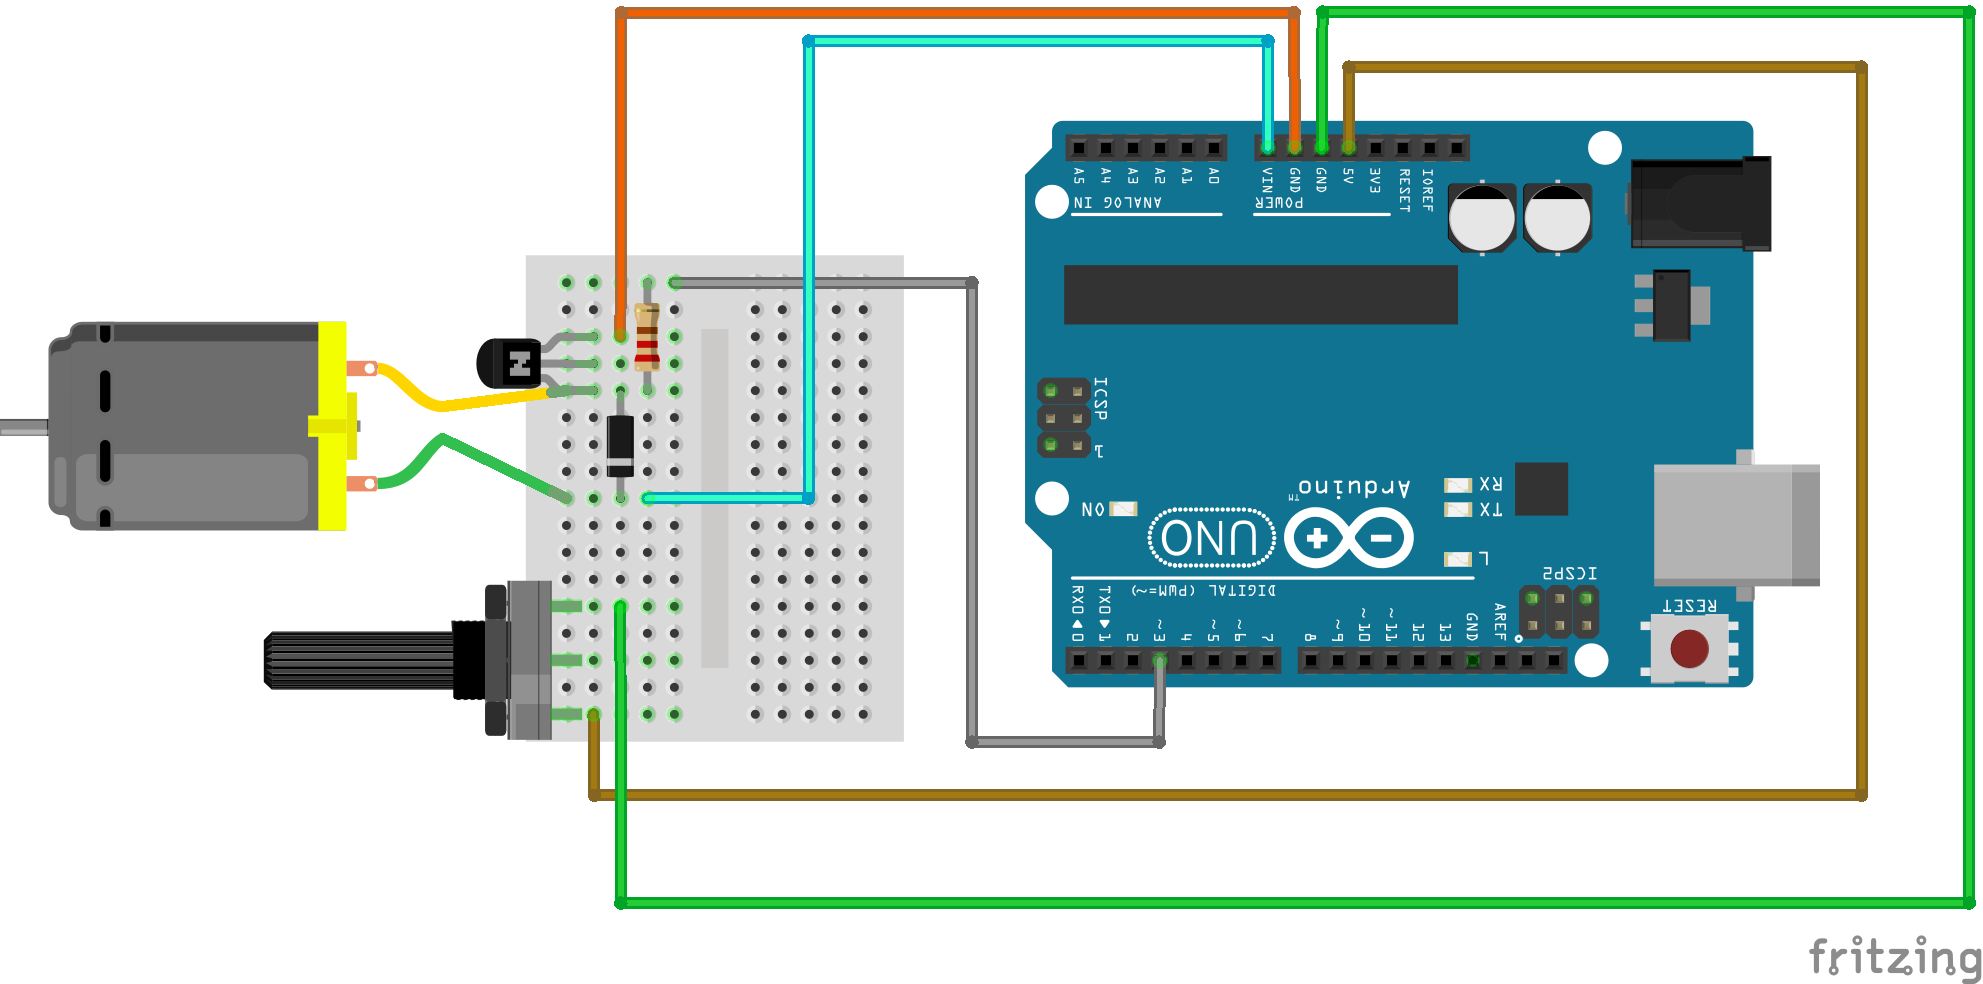 A5 A4 A3 A2 A1 A0
VIN GND GND 5V 3V3 RESET IOREF
ANALOG IN
POWER
ICSP
1
N
ON
Arduino™
UNO
RX
TX
L
ICSP2
DIGITAL (PWM=~)
RX0 TX0
0 1 2 ~3 4 ~5 ~6 7 8 ~9 ~10 ~11 12 13 GND AREF
RESET
fritzing